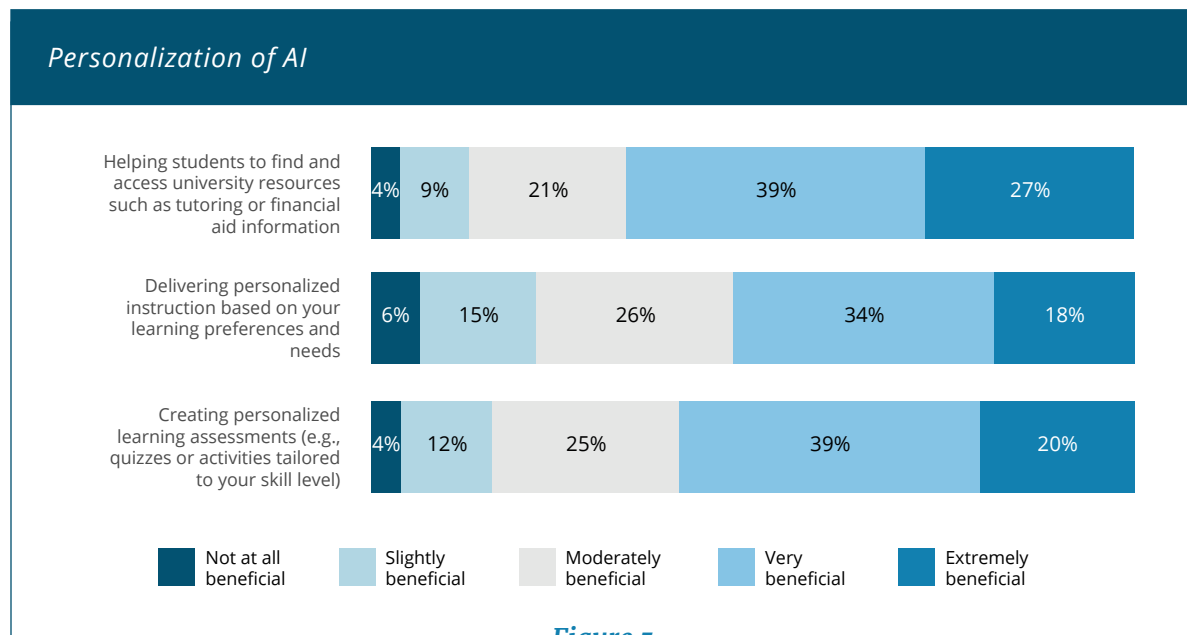 Personalization of AI
Helping students to find and
access university resources
such as tutoring or financial
aid information
4% 9% 21% 39% 27%
Delivering personalized
instruction based on your
learning preferences and
needs
6% 15% 26% 34% 18%
Creating personalized
learning assessments (e.g.,
quizzes or activities tailored
to your skill level)
4% 12% 25% 39% 20%
Not at all
beneficial
Slightly
beneficial
Moderately
beneficial
Very
beneficial
Extremely
beneficial
Figure